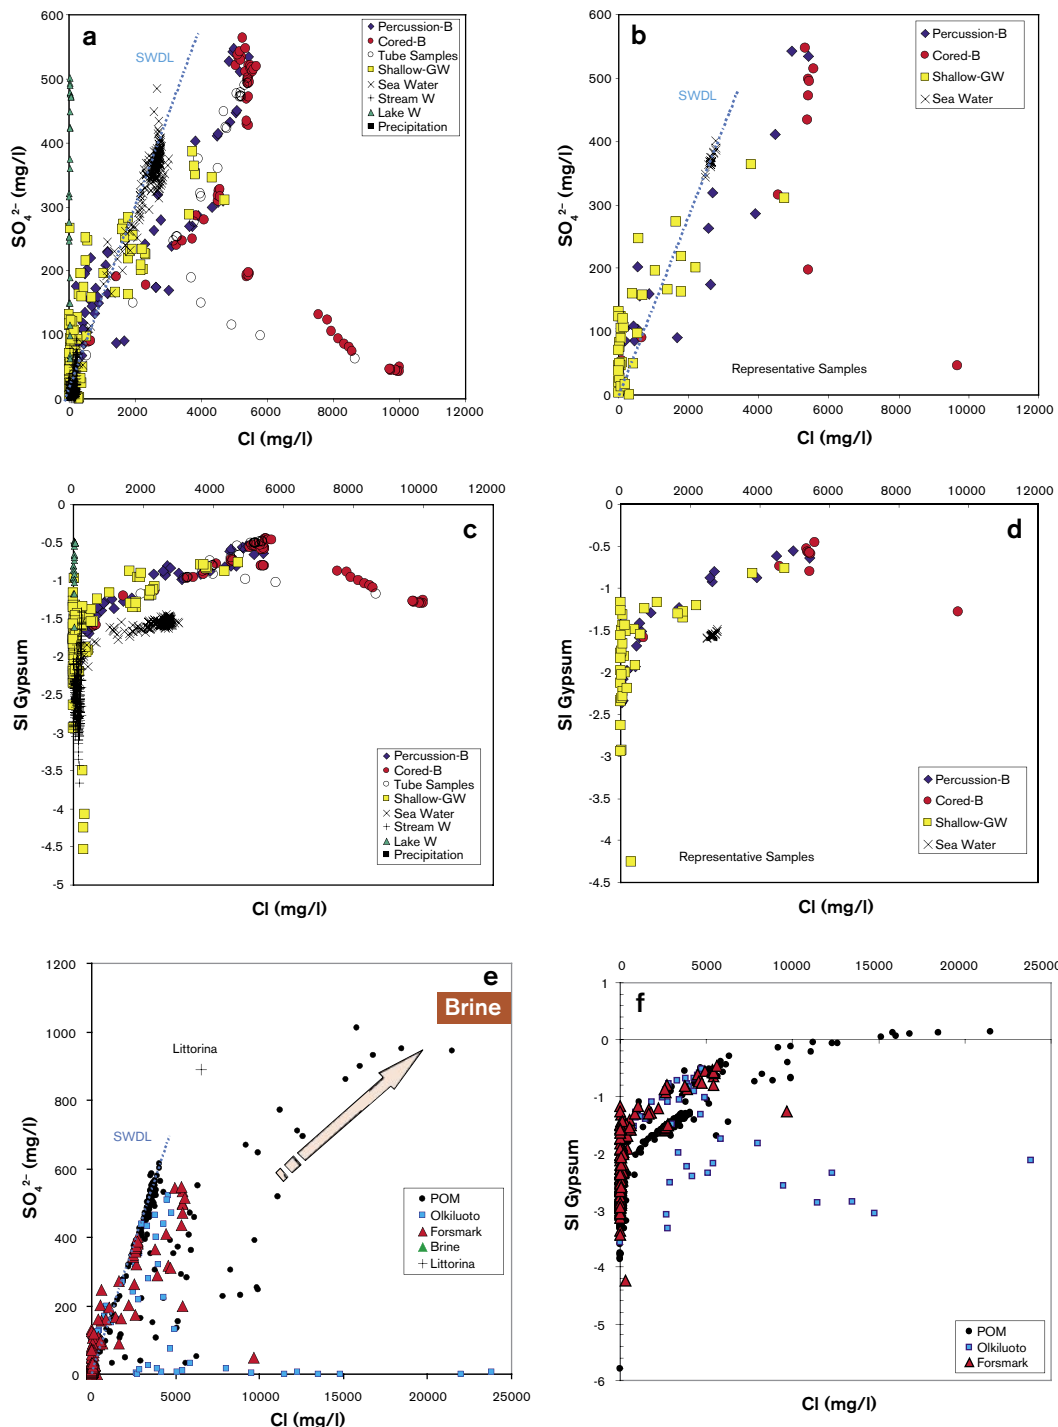 a
SWDL
Percussion-B
Cored-B
Tube Samples
Shallow-GW
Sea Water
Stream W
Lake W
Precipitation
600
500
400
300
200
100
0
0 2000 4000 6000 8000 10000 12000
SO₄²⁻ (mg/l)
Cl (mg/l)
b
SWDL
Percussion-B
Cored-B
Shallow-GW
Sea Water
Representative Samples
600
500
400
300
200
100
0
0 2000 4000 6000 8000 10000 12000
SO₄²⁻ (mg/l)
Cl (mg/l)
0 2000 4000 6000 8000 10000 12000
c
0
-0.5
-1
-1.5
-2
-2.5
-3
-3.5
-4
-4.5
-5
SI Gypsum
Percussion-B
Cored-B
Tube Samples
Shallow-GW
Sea Water
Stream W
Lake W
Precipitation
Cl (mg/l)
0 2000 4000 6000 8000 10000 12000
d
0
-0.5
-1
-1.5
-2
-2.5
-3
-3.5
-4
-4.5
SI Gypsum
Percussion-B
Cored-B
Shallow-GW
Sea Water
Representative Samples
Cl (mg/l)
e
Brine
Littorina
SWDL
1200
1000
800
600
400
200
0
SO₄²⁻ (mg/l)
POM
Olkiluoto
Forsmark
Brine
Littorina
0 5000 10000 15000 20000 25000
Cl (mg/l)
0 5000 10000 15000 20000 25000
f
1
0
-1
-2
-3
-4
-5
-6
SI Gypsum
POM
Olkiluoto
Forsmark
Cl (mg/l)